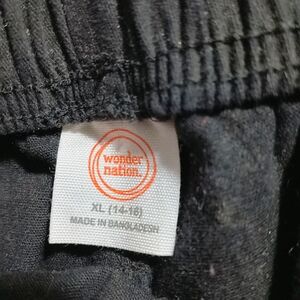 wonder
nation.
XL (14-16)
MADE IN BANGLADESH